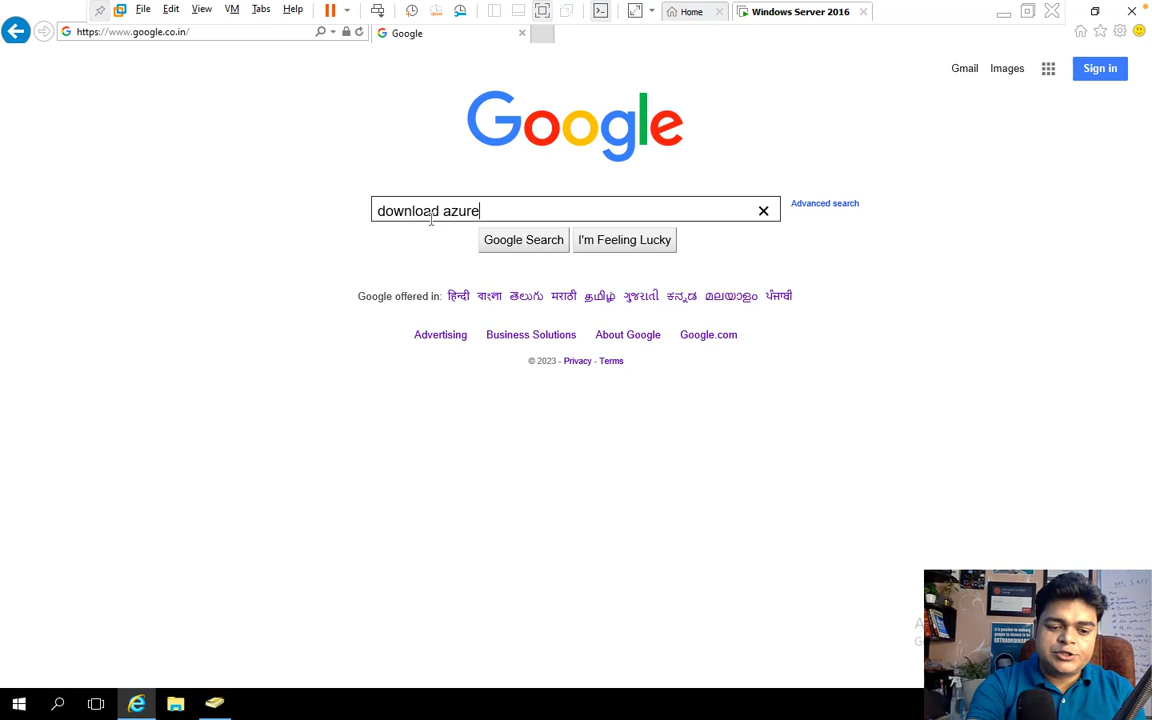 File Edit View VM Tabs Help Home Windows Server 2016
https://www.google.co.in/ Google
Gmail Images Sign in
Google
download azure
Advanced search
Google Search I'm Feeling Lucky
Google offered in: हिन्दी বাংলা తెలుగు मराठी தமிழ் ગુજરાતી ಕನ್ನಡ മലയാളം ਪੰਜਾਬੀ
Advertising Business Solutions About Google Google.com
© 2023 - Privacy - Terms
EXTRAORDINARY